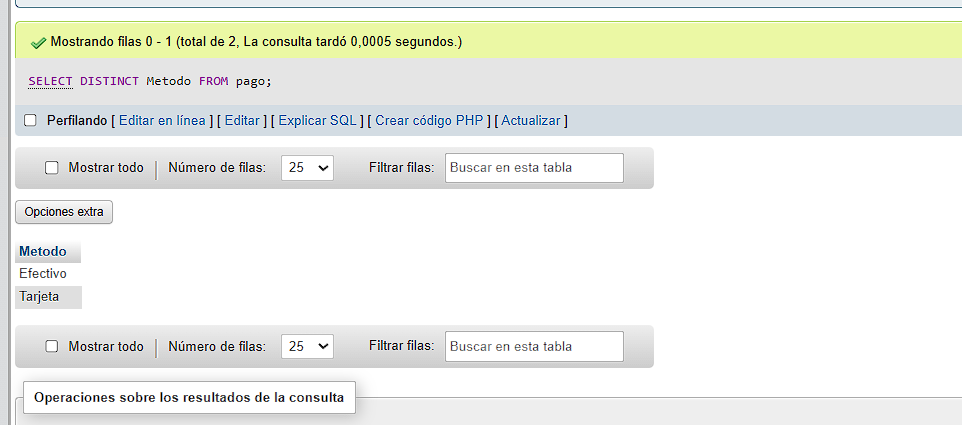 Mostrando filas 0 - 1 (total de 2, La consulta tardó 0,0005 segundos.)
SELECT DISTINCT Metodo FROM pago;
Perfilando [ Editar en línea ] [ Editar ] [ Explicar SQL ] [ Crear código PHP ] [ Actualizar ]
Mostrar todo | Número de filas: 25 Filtrar filas: Buscar en esta tabla
Opciones extra
Metodo
Efectivo
Tarjeta
Mostrar todo | Número de filas: 25 Filtrar filas: Buscar en esta tabla
Operaciones sobre los resultados de la consulta